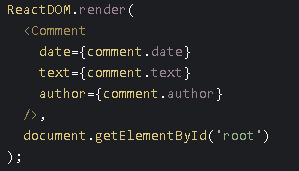 ReactDOM.render(
  <Comment
    date={comment.date}
    text={comment.text}
    author={comment.author}
  />,
  document.getElementById('root')
);